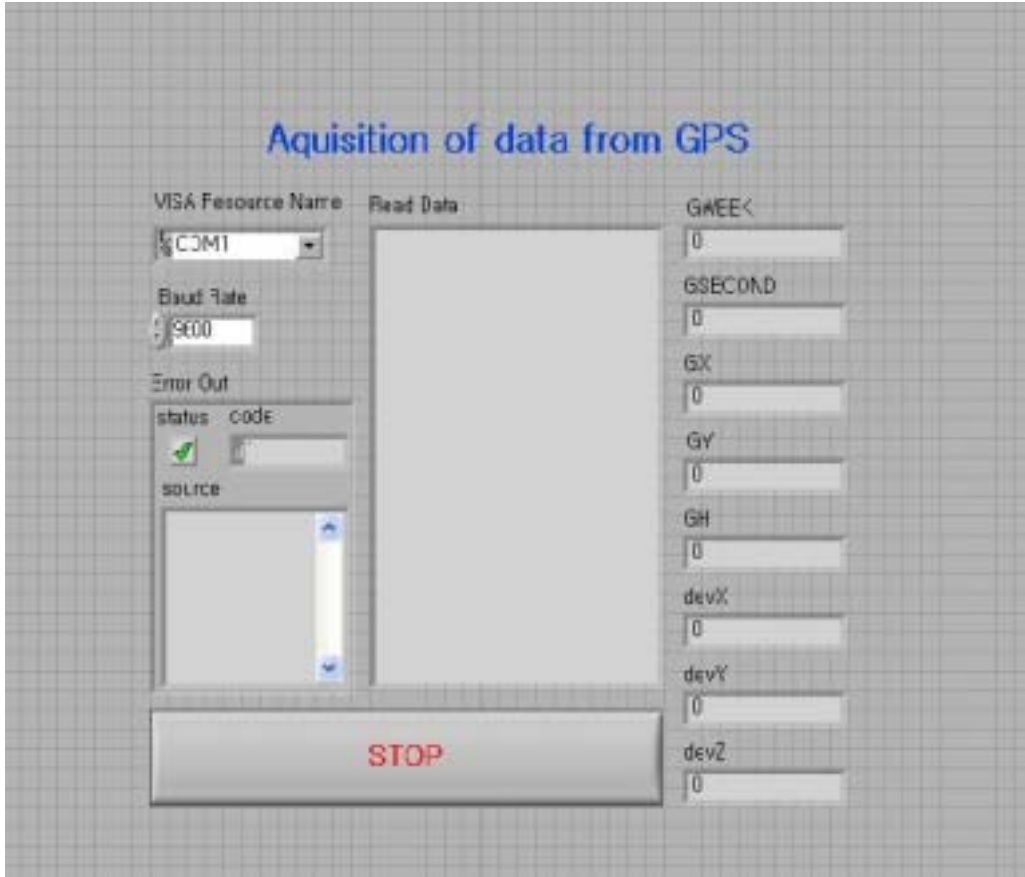 Aquisition of data from GPS
VISA Resource Name
COM1
Baud Rate
9600
Error Out
status code
source
Read Data
GWEEK
0
GSECOND
0
GX
0
GY
0
GH
0
devX
0
devY
0
devZ
0
STOP